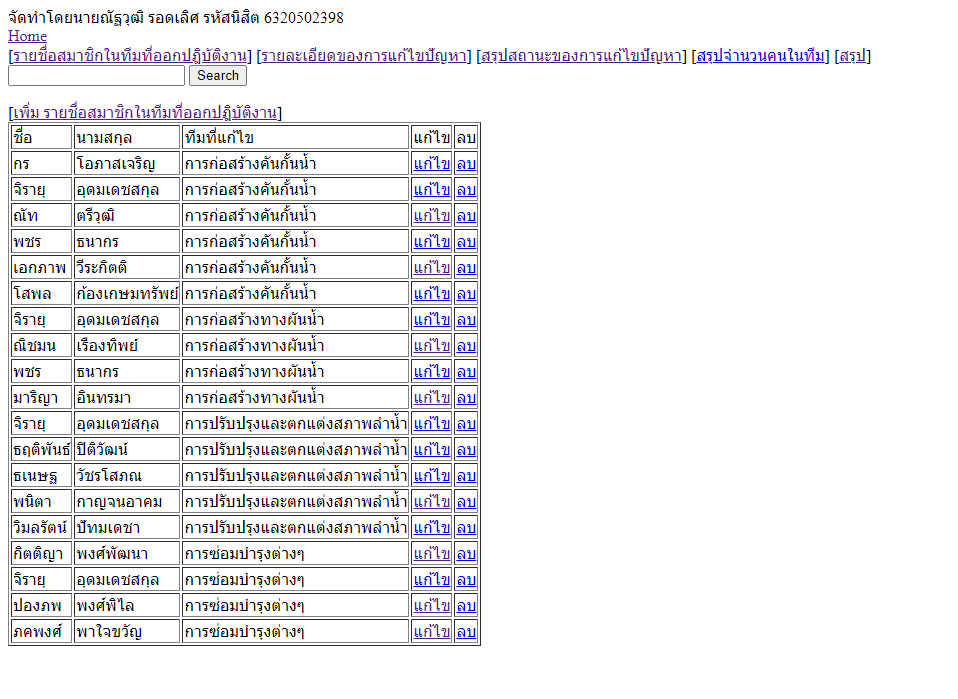 จัดทำโดยนายณัฐวุฒิ รอดเลิศ รหัสนิสิต 6320502398
Home
[รายชื่อสมาชิกในทีมที่ออกปฎิบัติงาน] [รายละเอียดของการแก้ไขปัญหา] [สรุปสถานะของการแก้ไขปัญหา] [สรุปจำนวนคนในทีม] [สรุป]
Search
[เพิ่ม รายชื่อสมาชิกในทีมที่ออกปฏิบัติงาน]
ชื่อ นามสกุล ทีมที่แก้ไข แก้ไข ลบ
กร โอภาสเจริญ การก่อสร้างคันกั้นน้ำ แก้ไข ลบ
จิรายุ อุดมเดชสกุล การก่อสร้างคันกั้นน้ำ แก้ไข ลบ
ณัท ตรีวุฒิ การก่อสร้างคันกั้นน้ำ แก้ไข ลบ
พชร ธนากร การก่อสร้างคันกั้นน้ำ แก้ไข ลบ
เอกภาพ วีระกิตติ การก่อสร้างคันกั้นน้ำ แก้ไข ลบ
โสพล ก้องเกษมทรัพย์ การก่อสร้างคันกั้นน้ำ แก้ไข ลบ
จิรายุ อุดมเดชสกุล การก่อสร้างทางผันน้ำ แก้ไข ลบ
ณิชมน เรืองทิพย์ การก่อสร้างทางผันน้ำ แก้ไข ลบ
พชร ธนากร การก่อสร้างทางผันน้ำ แก้ไข ลบ
มาริญา อินทรมา การก่อสร้างทางผันน้ำ แก้ไข ลบ
จิรายุ อุดมเดชสกุล การปรับปรุงและตกแต่งสภาพลำน้ำ แก้ไข ลบ
ธฤติพันธ์ ปิติวัฒน์ การปรับปรุงและตกแต่งสภาพลำน้ำ แก้ไข ลบ
ธเนษฐ วัชรโสภณ การปรับปรุงและตกแต่งสภาพลำน้ำ แก้ไข ลบ
พนิตา กาญจนอาคม การปรับปรุงและตกแต่งสภาพลำน้ำ แก้ไข ลบ
วิมลรัตน์ ปัทมเดชา การปรับปรุงและตกแต่งสภาพลำน้ำ แก้ไข ลบ
กิตติญา พงศ์พัฒนา การซ่อมบำรุงต่างๆ แก้ไข ลบ
จิรายุ อุดมเดชสกุล การซ่อมบำรุงต่างๆ แก้ไข ลบ
ปองภพ พงศ์พิไล การซ่อมบำรุงต่างๆ แก้ไข ลบ
ภคพงศ์ พาใจขวัญ การซ่อมบำรุงต่างๆ แก้ไข ลบ